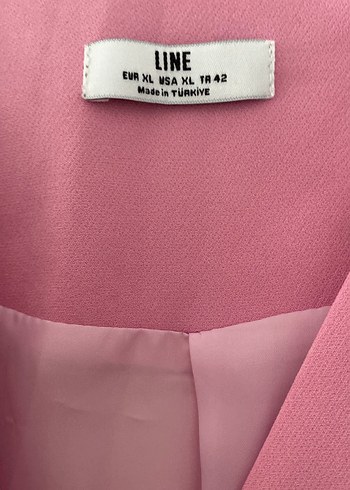 LINE
EUR XL USA XL TR 42
Made in TÜRKİYE